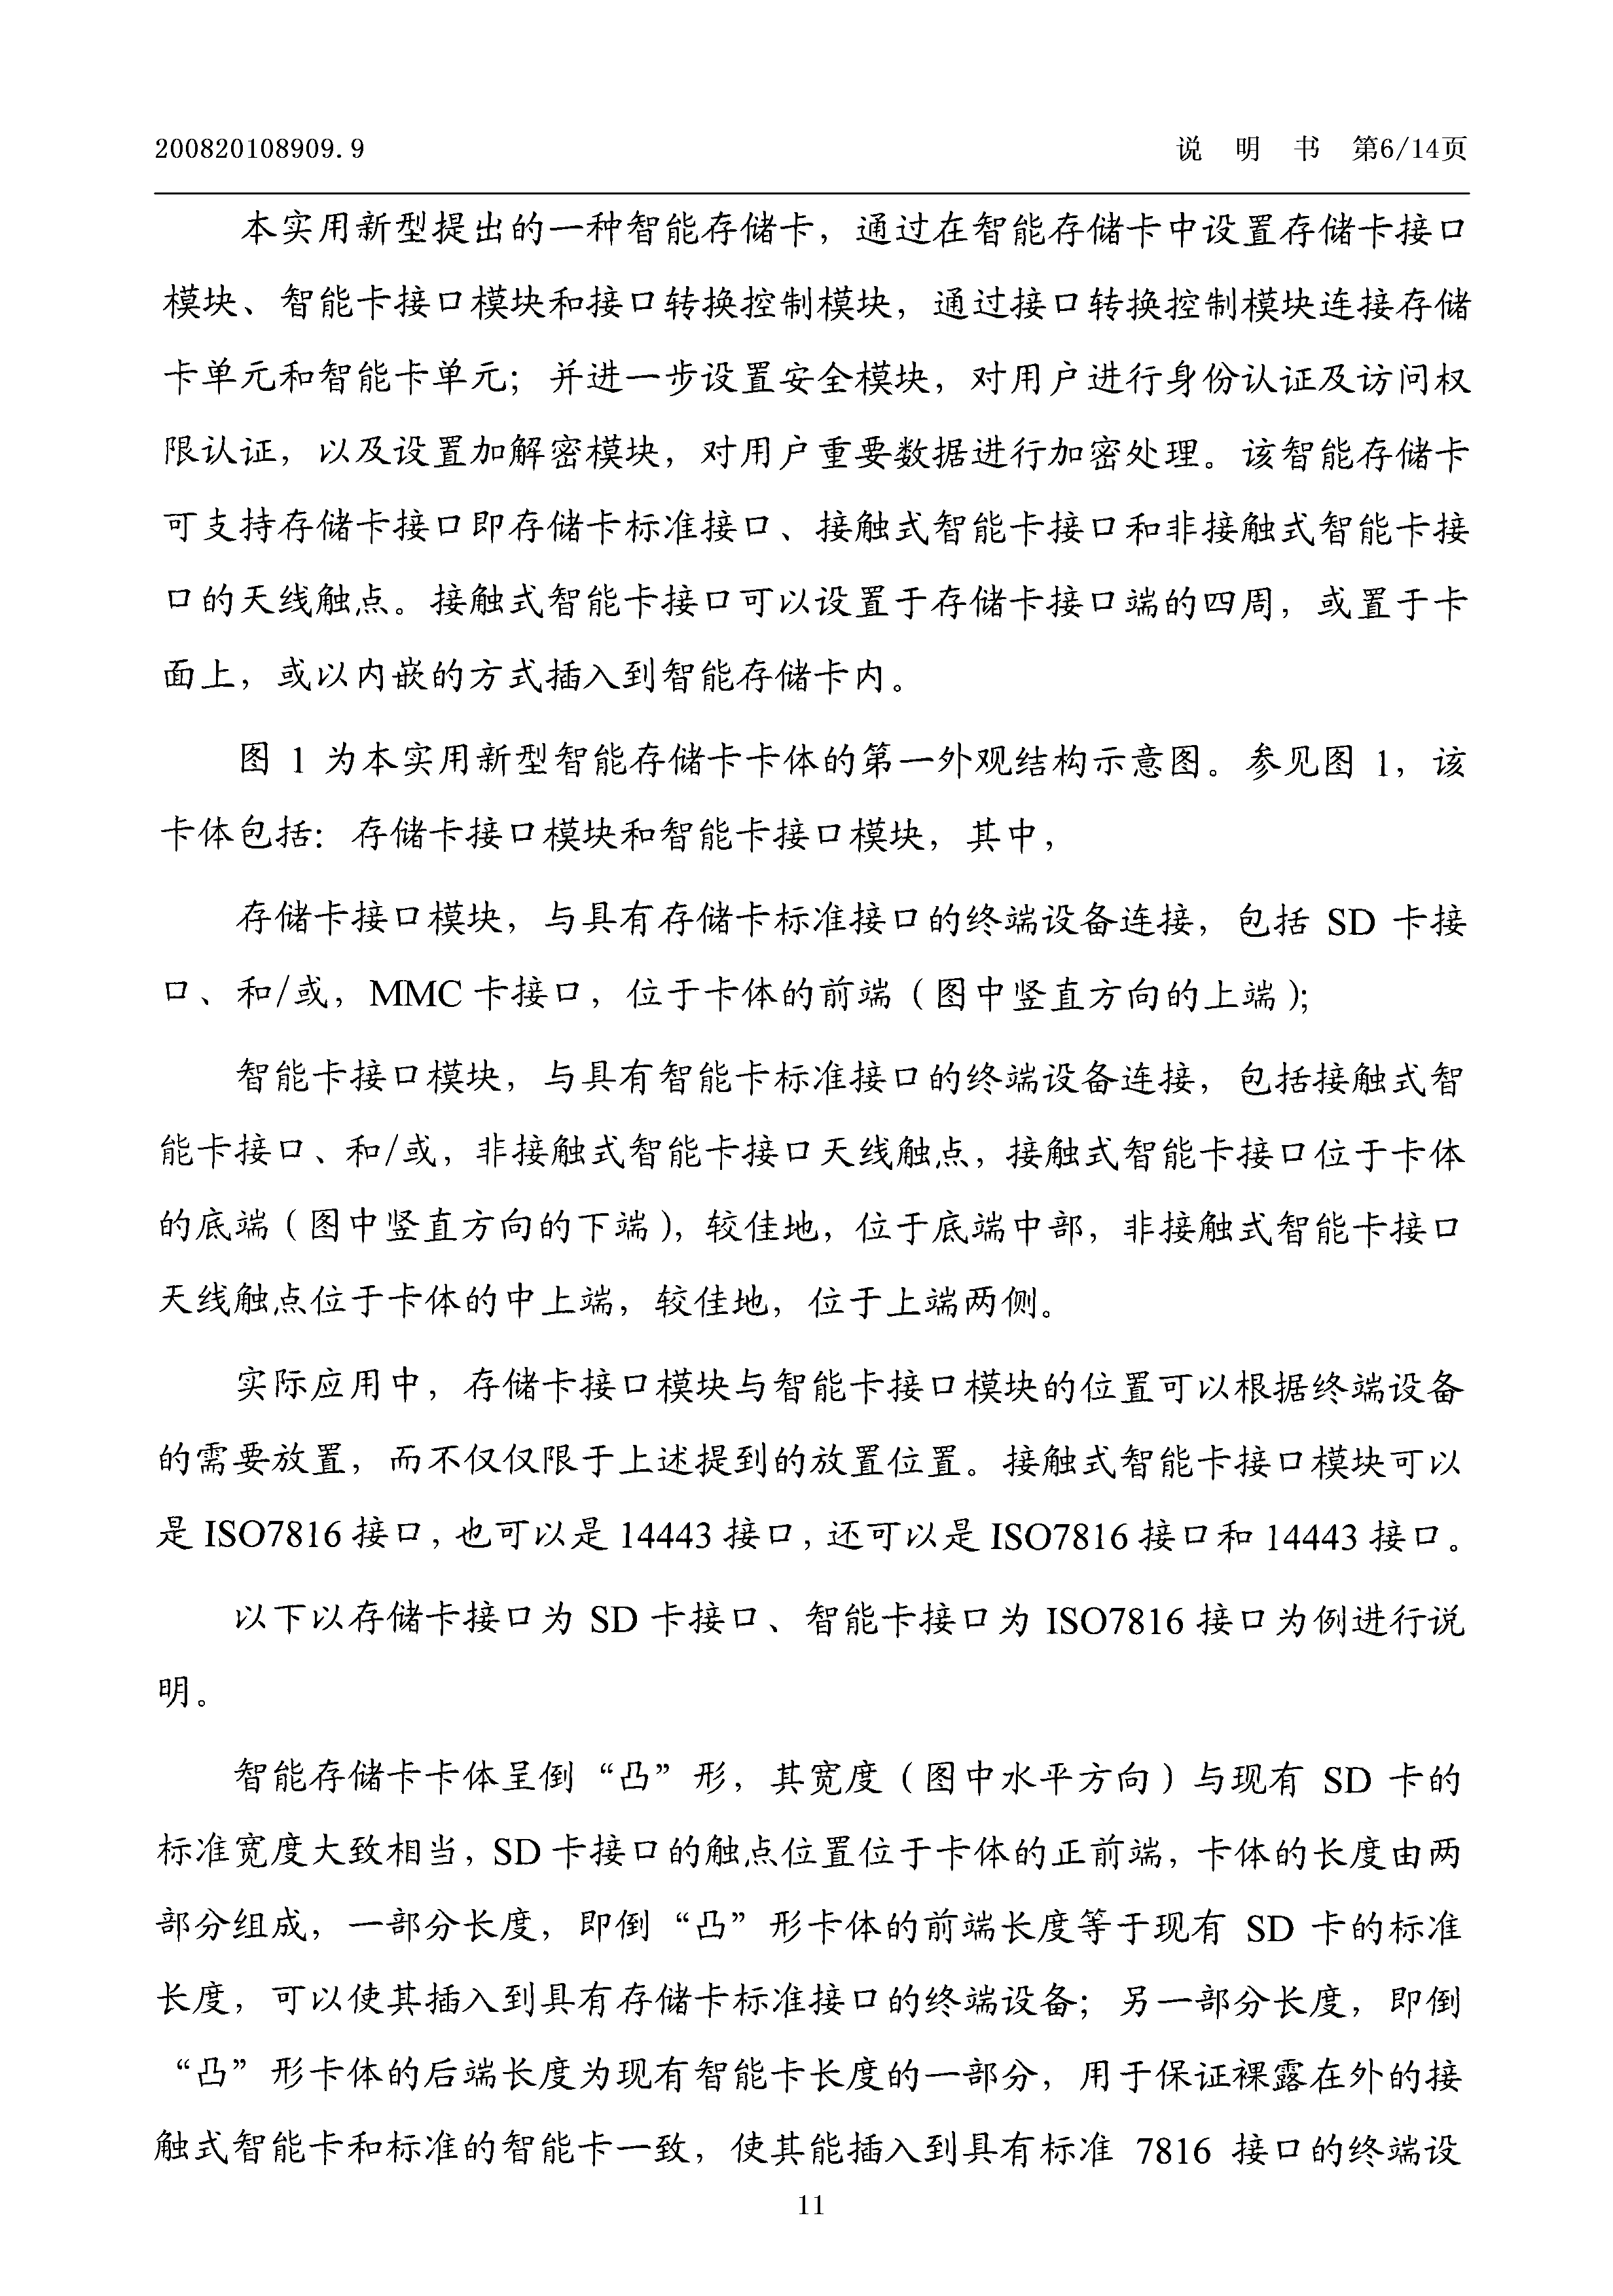 200820108909.9 说 明 书 第6/14页
本实用新型提出的一种智能存储卡，通过在智能存储卡中设置存储卡接口
模块、智能卡接口模块和接口转换控制模块，通过接口转换控制模块连接存储
卡单元和智能卡单元；并进一步设置安全模块，对用户进行身份认证及访问权
限认证，以及设置加解密模块，对用户重要数据进行加密处理。该智能存储卡
可支持存储卡接口即存储卡标准接口、接触式智能卡接口和非接触式智能卡接
口的天线触点。接触式智能卡接口可以设置于存储卡接口端的四周，或置于卡
面上，或以内嵌的方式插入到智能存储卡内。
图 1 为本实用新型智能存储卡卡体的第一外观结构示意图。参见图 1，该
卡体包括：存储卡接口模块和智能卡接口模块，其中，
存储卡接口模块，与具有存储卡标准接口的终端设备连接，包括 SD 卡接
口、和/或，MMC 卡接口，位于卡体的前端（图中竖直方向的上端）；
智能卡接口模块，与具有智能卡标准接口的终端设备连接，包括接触式智
能卡接口、和/或，非接触式智能卡接口天线触点，接触式智能卡接口位于卡体
的底端（图中竖直方向的下端），较佳地，位于底端中部，非接触式智能卡接口
天线触点位于卡体的中上端，较佳地，位于上端两侧。
实际应用中，存储卡接口模块与智能卡接口模块的位置可以根据终端设备
的需要放置，而不仅仅限于上述提到的放置位置。接触式智能卡接口模块可以
是 ISO7816 接口，也可以是 14443 接口，还可以是 ISO7816 接口和 14443 接口。
以下以存储卡接口为 SD 卡接口、智能卡接口为 ISO7816 接口为例进行说
明。
智能存储卡卡体呈倒“凸”形，其宽度（图中水平方向）与现有 SD 卡的
标准宽度大致相当，SD 卡接口的触点位置位于卡体的正前端，卡体的长度由两
部分组成，一部分长度，即倒“凸”形卡体的前端长度等于现有 SD 卡的标准
长度，可以使其插入到具有存储卡标准接口的终端设备；另一部分长度，即倒
“凸”形卡体的后端长度为现有智能卡长度的一部分，用于保证裸露在外的接
触式智能卡和标准的智能卡一致，使其能插入到具有标准 7816 接口的终端设
11